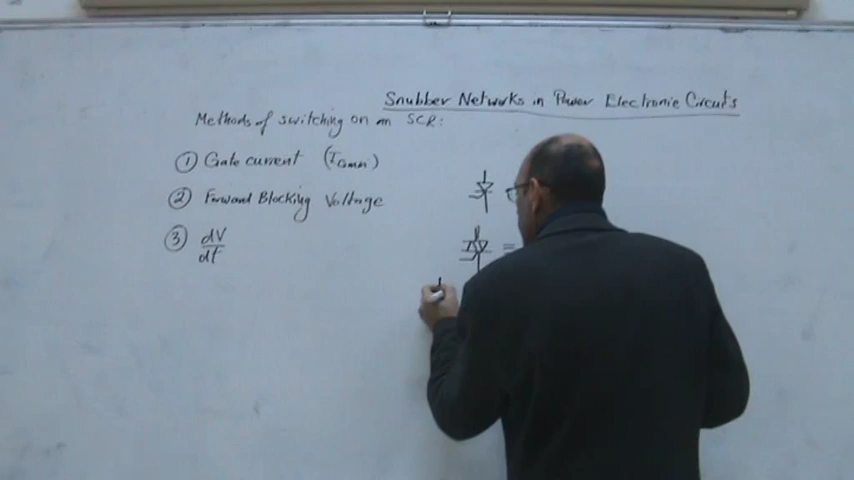 Snubber Networks in Power Electronic Circuits
Methods of switching on an SCR:
① Gate current (IGmin)
② Forward Blocking Voltage
③ dV/dt
=